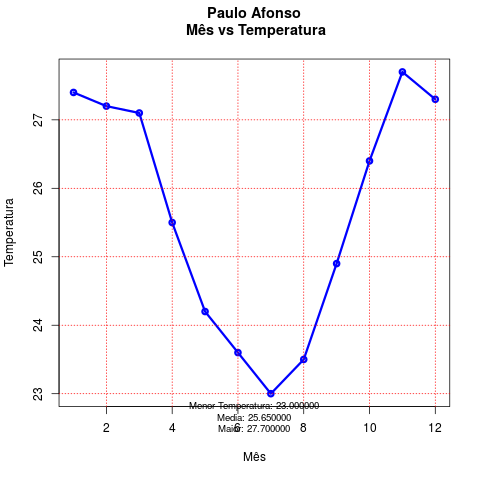 Paulo Afonso
Mês vs Temperatura
Temperatura
27
26
25
24
23
Menor Temperatura: 23.000000
Media: 25.650000
Maior: 27.700000
2 4 6 8 10 12
Mês